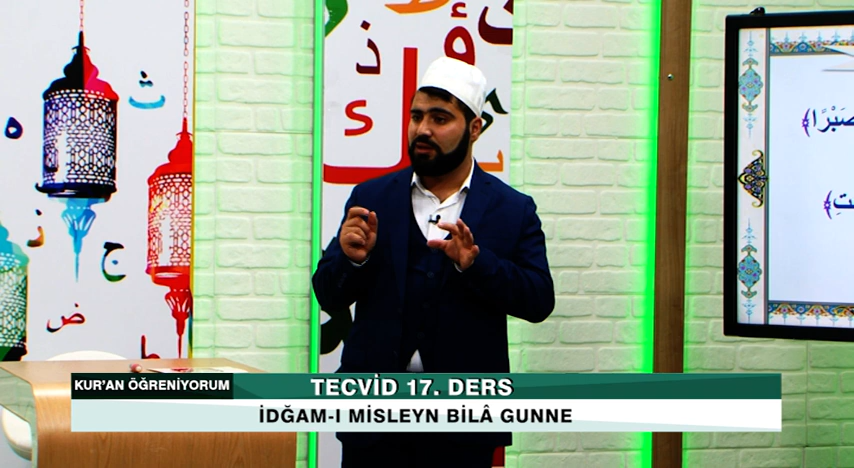 ث
ه
ذ
ج
ض
ط
ذ
أ
ك
صَبْرًا﴾
تِ﴾
KUR'AN ÖĞRENİYORUM
TECVİD 17. DERS
İDĞAM-I MİSLEYN BİLÂ GUNNE